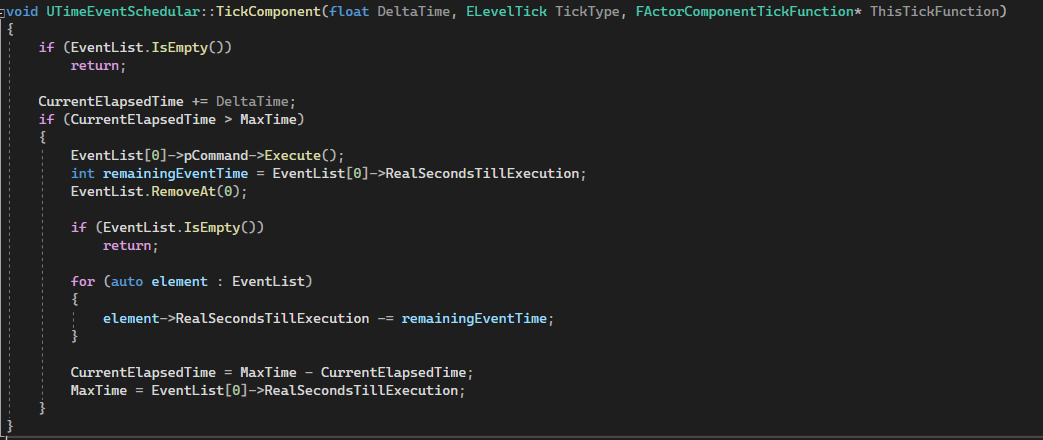 void UTimeEventSchedular::TickComponent(float DeltaTime, ELevelTick TickType, FActorComponentTickFunction* ThisTickFunction)
{
    if (EventList.IsEmpty())
        return;

    CurrentElapsedTime += DeltaTime;
    if (CurrentElapsedTime > MaxTime)
    {
        EventList[0]->pCommand->Execute();
        int remainingEventTime = EventList[0]->RealSecondsTillExecution;
        EventList.RemoveAt(0);

        if (EventList.IsEmpty())
            return;

        for (auto element : EventList)
        {
            element->RealSecondsTillExecution -= remainingEventTime;
        }

        CurrentElapsedTime = MaxTime - CurrentElapsedTime;
        MaxTime = EventList[0]->RealSecondsTillExecution;
    }
}